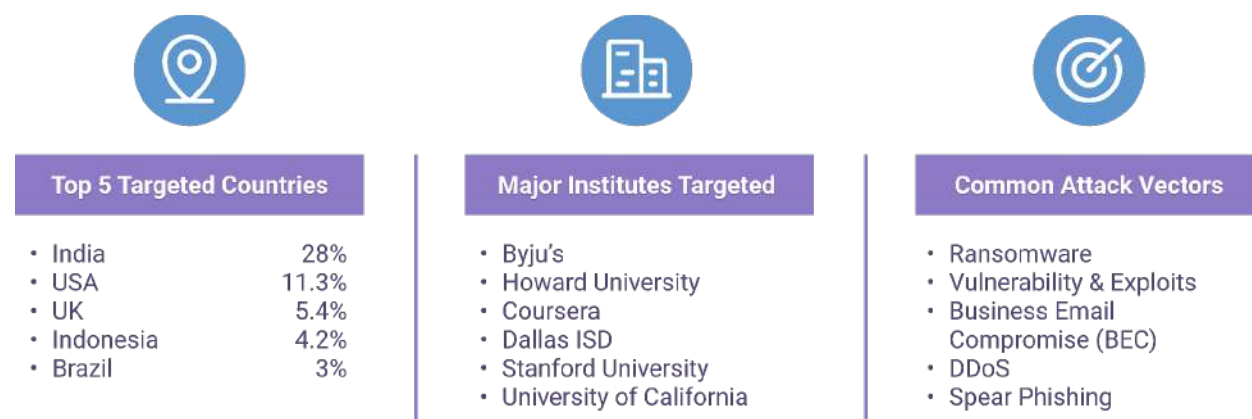 Top 5 Targeted Countries
• India 28%
• USA 11.3%
• UK 5.4%
• Indonesia 4.2%
• Brazil 3%
Major Institutes Targeted
• Byju’s
• Howard University
• Coursera
• Dallas ISD
• Stanford University
• University of California
Common Attack Vectors
• Ransomware
• Vulnerability & Exploits
• Business Email
Compromise (BEC)
• DDoS
• Spear Phishing